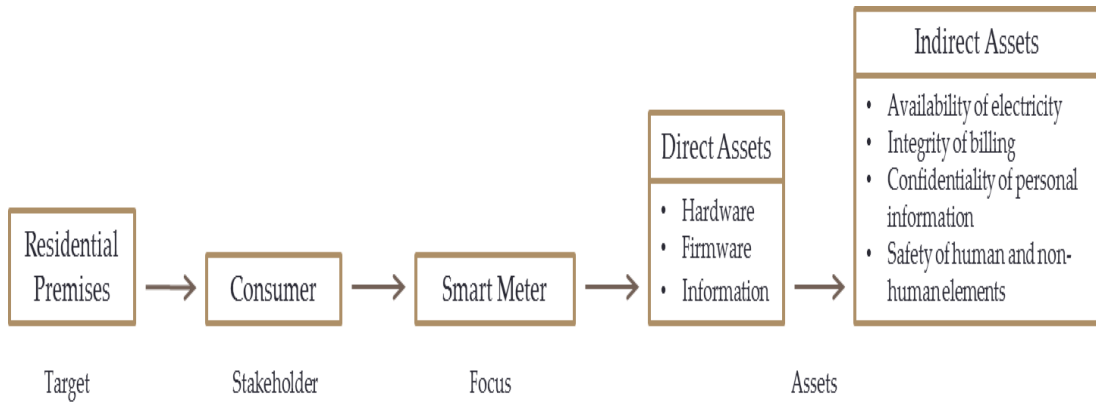 Residential
Premises
Consumer
Smart Meter
Direct Assets
• Hardware
• Firmware
• Information
Indirect Assets
• Availability of electricity
• Integrity of billing
• Confidentiality of personal
information
• Safety of human and non-
human elements
Target
Stakeholder
Focus
Assets